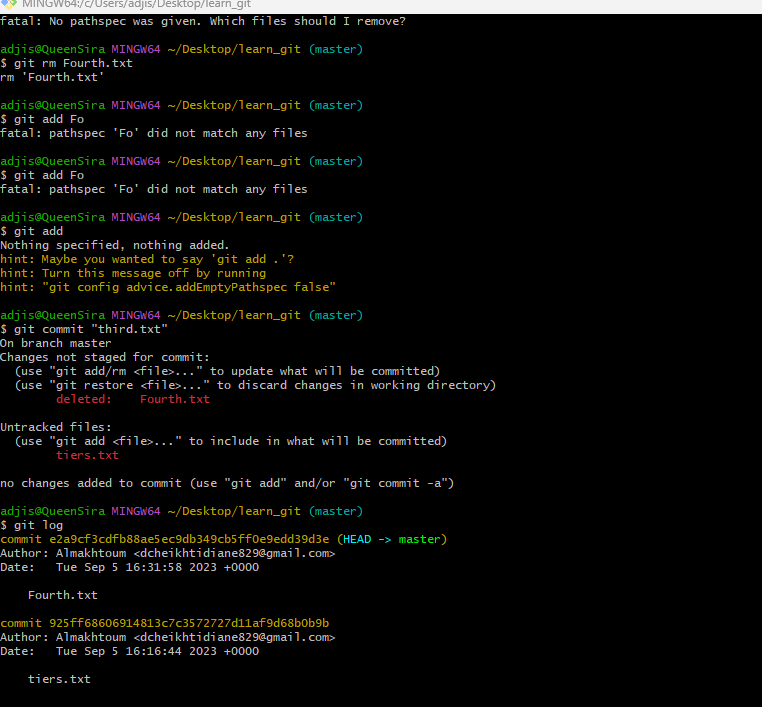 MINGW64:/c/Users/adjis/Desktop/learn_git
fatal: No pathspec was given. Which files should I remove?
adjis@QueenSira MINGW64 ~/Desktop/learn_git (master)
$ git rm Fourth.txt
rm 'Fourth.txt'
adjis@QueenSira MINGW64 ~/Desktop/learn_git (master)
$ git add Fo
fatal: pathspec 'Fo' did not match any files
adjis@QueenSira MINGW64 ~/Desktop/learn_git (master)
$ git add Fo
fatal: pathspec 'Fo' did not match any files
adjis@QueenSira MINGW64 ~/Desktop/learn_git (master)
$ git add
Nothing specified, nothing added.
hint: Maybe you wanted to say 'git add .'?
hint: Turn this message off by running
hint: "git config advice.addEmptyPathspec false"
adjis@QueenSira MINGW64 ~/Desktop/learn_git (master)
$ git commit "third.txt"
On branch master
Changes not staged for commit:
  (use "git add/rm <file>..." to update what will be committed)
  (use "git restore <file>..." to discard changes in working directory)
        deleted:    Fourth.txt
Untracked files:
  (use "git add <file>..." to include in what will be committed)
        tiers.txt
no changes added to commit (use "git add" and/or "git commit -a")
adjis@QueenSira MINGW64 ~/Desktop/learn_git (master)
$ git log
commit e2a9cf3cdfb88ae5ec9db349cb5ff0e9edd39d3e (HEAD -> master)
Author: Almakhtoum <dcheikhtidiane829@gmail.com>
Date:   Tue Sep 5 16:31:58 2023 +0000
    Fourth.txt
commit 925ff68606914813c7c3572727d11af9d68b0b9b
Author: Almakhtoum <dcheikhtidiane829@gmail.com>
Date:   Tue Sep 5 16:16:44 2023 +0000
    tiers.txt